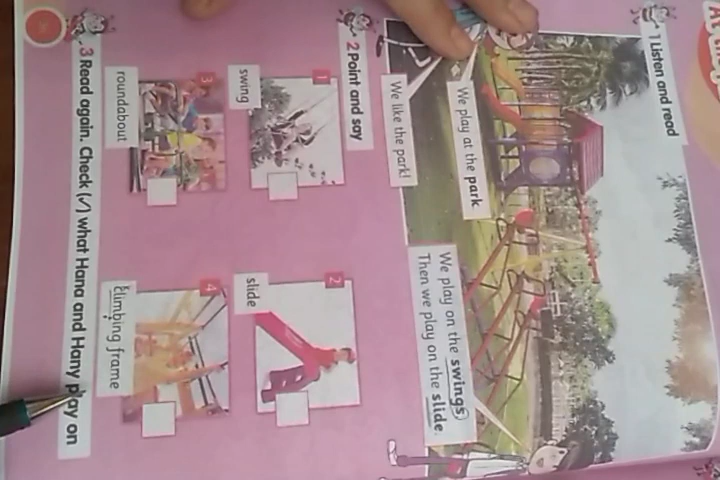 1 Listen and read
We play at the park.
We like the park!
We play on the swings.
Then we play on the slide.
2 Point and say
1
swing
2
slide
3
roundabout
4
climbing frame
3 Read again. Check (✓) what Hana and Hany play on